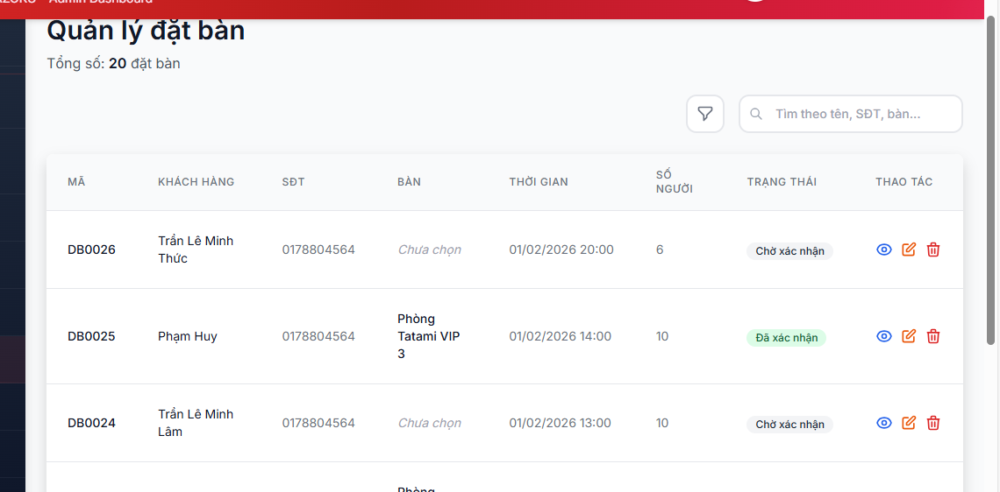 Admin Dashboard
Quản lý đặt bàn
Tổng số: 20 đặt bàn
Tìm theo tên, SĐT, bàn...
MÃ KHÁCH HÀNG SĐT BÀN THỜI GIAN SỐ NGƯỜI TRẠNG THÁI THAO TÁC
DB0026 Trần Lê Minh Thức 0178804564 Chưa chọn 01/02/2026 20:00 6 Chờ xác nhận
DB0025 Phạm Huy 0178804564 Phòng Tatami VIP 3 01/02/2026 14:00 10 Đã xác nhận
DB0024 Trần Lê Minh Lâm 0178804564 Chưa chọn 01/02/2026 13:00 10 Chờ xác nhận
Phòng